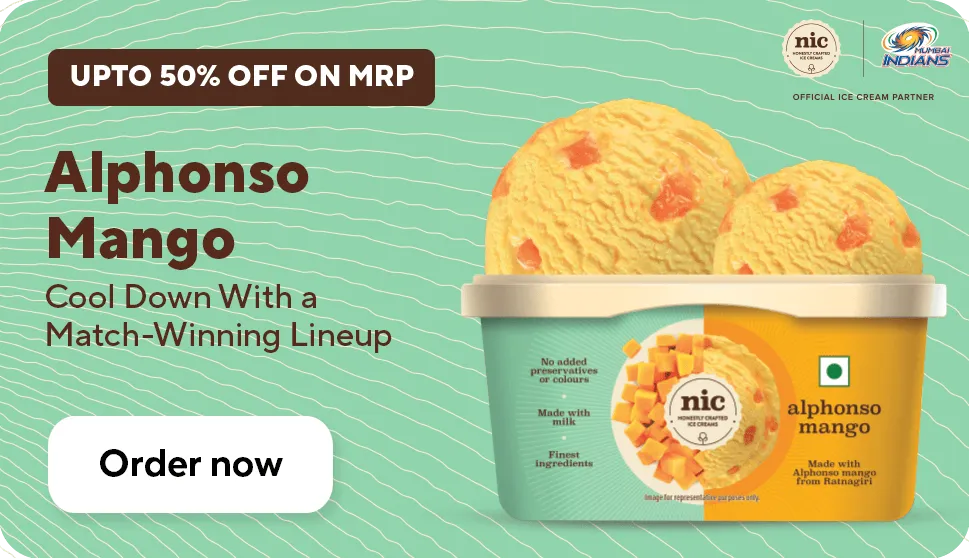 UPTO 50% OFF ON MRP
nic
HONESTLY CRAFTED
ICE CREAMS
MUMBAI
INDIANS
OFFICIAL ICE CREAM PARTNER
Alphonso
Mango
Cool Down With a
Match-Winning Lineup
Order now
No added
preservatives
or colours
Made with
milk
Finest
ingredients
nic
HONESTLY CRAFTED
ICE CREAMS
alphonso
mango
Made with
Alphonso mango
from Ratnagiri
Image for representative purposes only.